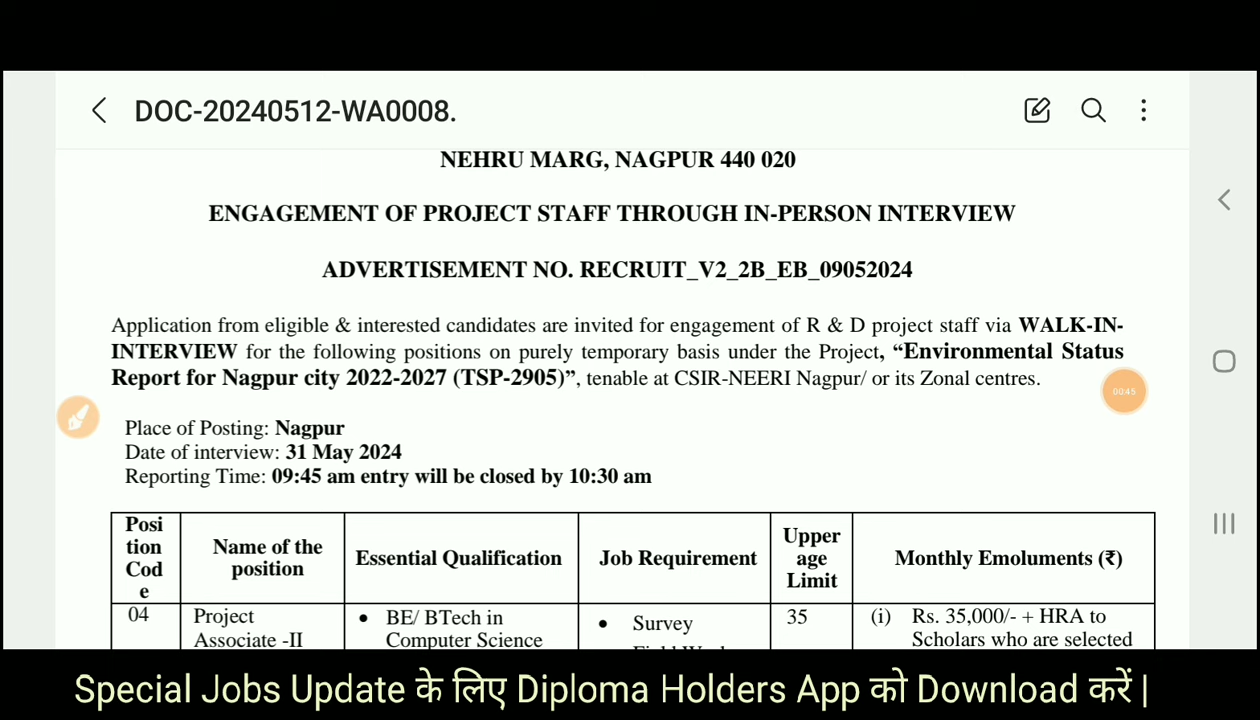 DOC-20240512-WA0008.
NEHRU MARG, NAGPUR 440 020
ENGAGEMENT OF PROJECT STAFF THROUGH IN-PERSON INTERVIEW
ADVERTISEMENT NO. RECRUIT_V2_2B_EB_09052024
Application from eligible & interested candidates are invited for engagement of R & D project staff via WALK-IN-
INTERVIEW for the following positions on purely temporary basis under the Project, “Environmental Status
Report for Nagpur city 2022-2027 (TSP-2905)”, tenable at CSIR-NEERI Nagpur/ or its Zonal centres.
00:45
Place of Posting: Nagpur
Date of interview: 31 May 2024
Reporting Time: 09:45 am entry will be closed by 10:30 am
Posi
tion
Cod
e
Name of the
position
Essential Qualification
Job Requirement
Upper
age
Limit
Monthly Emoluments (₹)
04
Project
Associate -II
• BE/ BTech in
Computer Science
• Survey
Field Work
35
(i) Rs. 35,000/- + HRA to
Scholars who are selected
Special Jobs Update के लिए Diploma Holders App को Download करें |